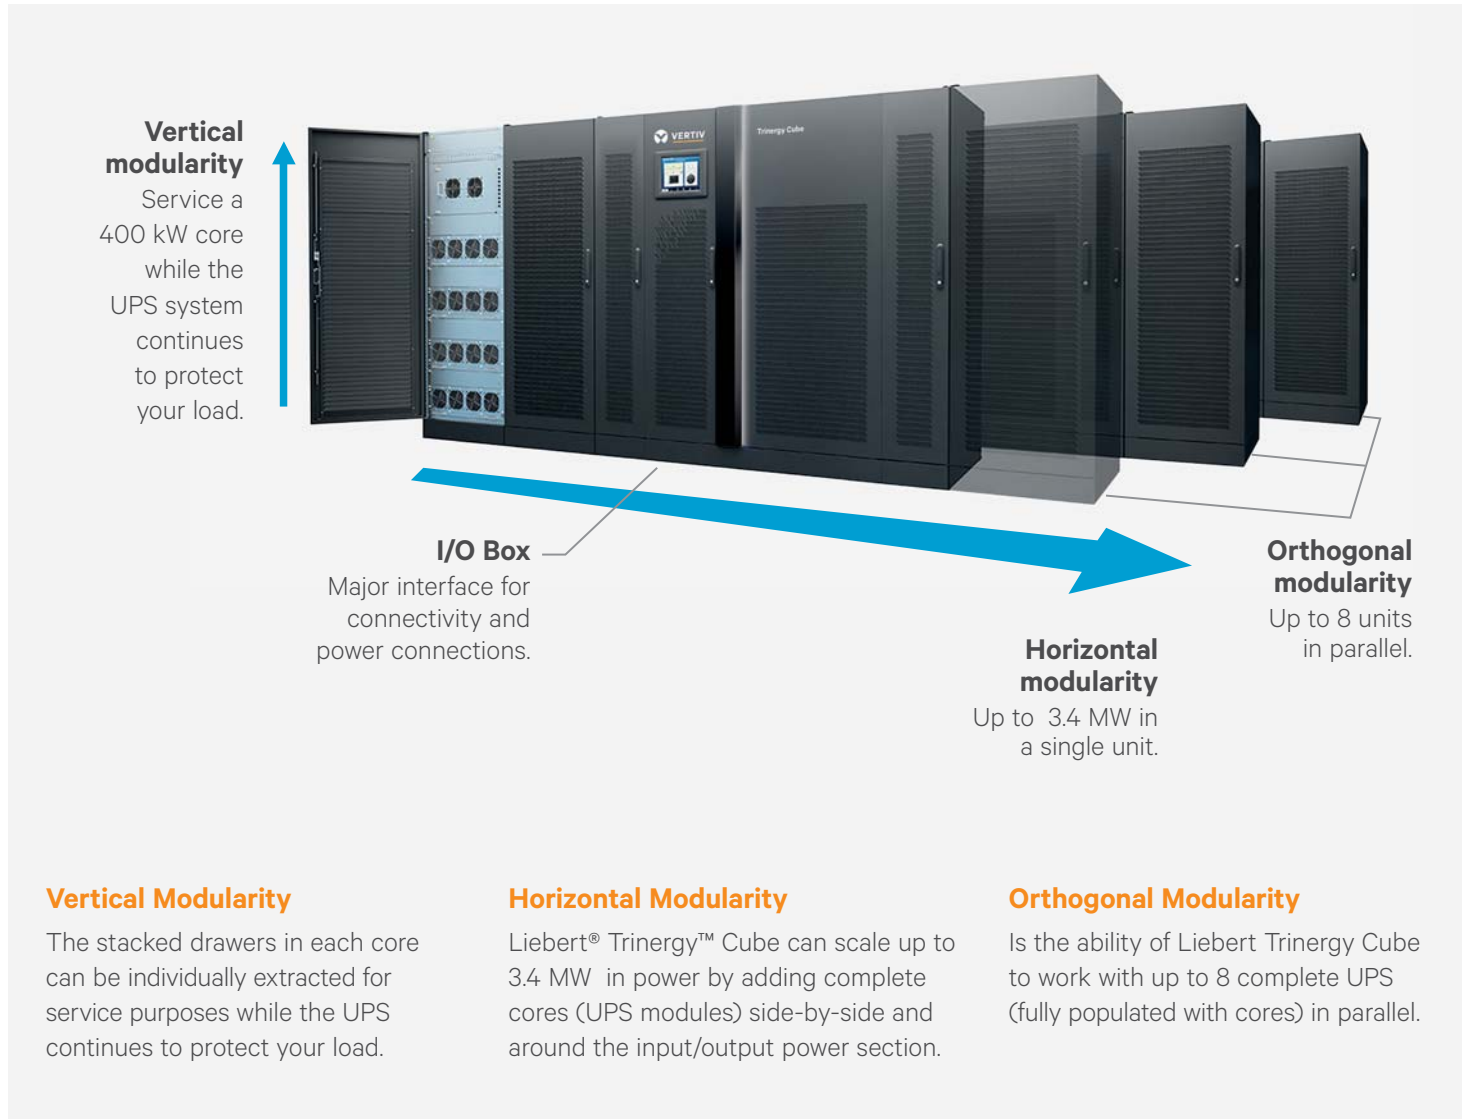 Vertical
modularity
Service a
400 kW core
while the
UPS system
continues
to protect
your load.
VERTIV
Trinergy Cube
I/O Box
Major interface for
connectivity and
power connections.
Horizontal
modularity
Up to  3.4 MW in
a single unit.
Orthogonal
modularity
Up to 8 units
in parallel.
Vertical Modularity
The stacked drawers in each core
can be individually extracted for
service purposes while the UPS
continues to protect your load.
Horizontal Modularity
Liebert® Trinergy™ Cube can scale up to
3.4 MW  in power by adding complete
cores (UPS modules) side-by-side and
around the input/output power section.
Orthogonal Modularity
Is the ability of Liebert Trinergy Cube
to work with up to 8 complete UPS
(fully populated with cores) in parallel.